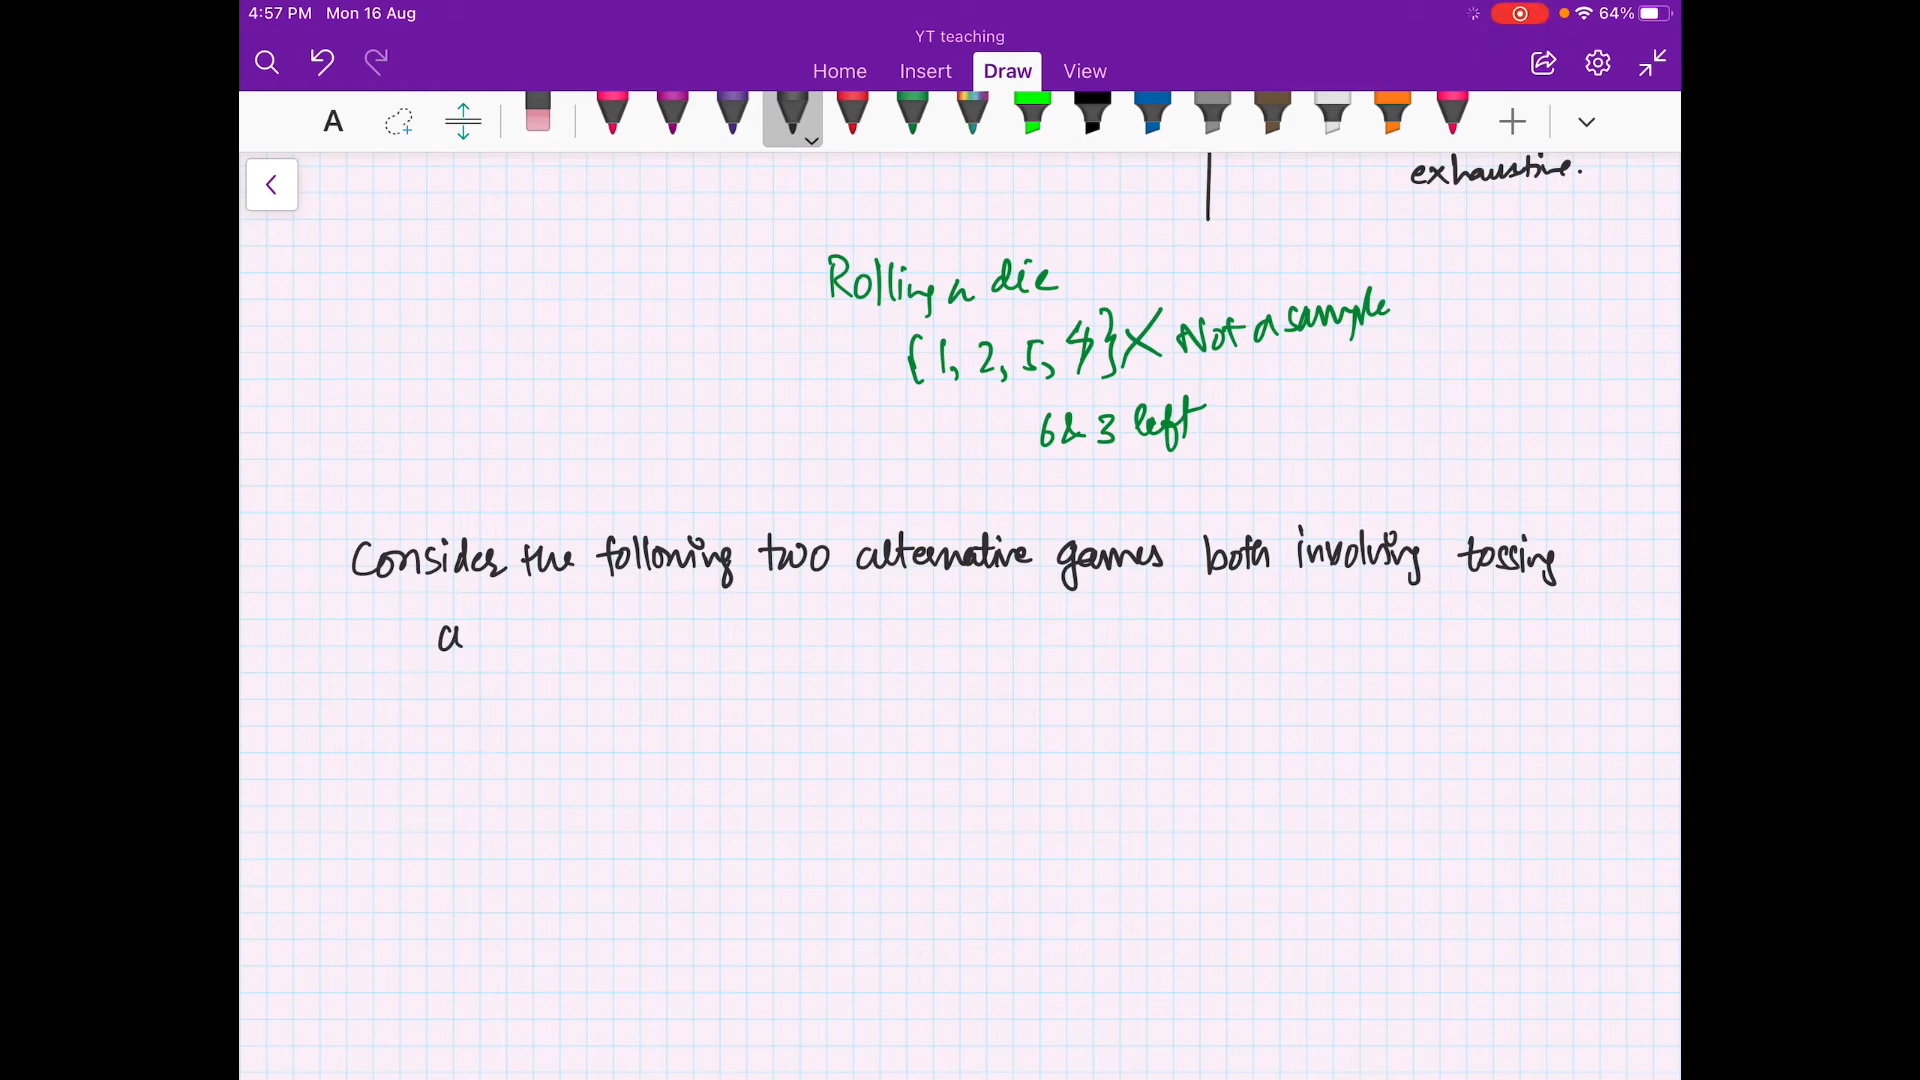 4:57 PM Mon 16 Aug
64%
YT teaching
Home Insert Draw View
A
exhaustive.
Rolling a die
{1, 2, 5, 4} X Not a sample
6 & 3 left
Consider the following two alternative games both involving tossing
a